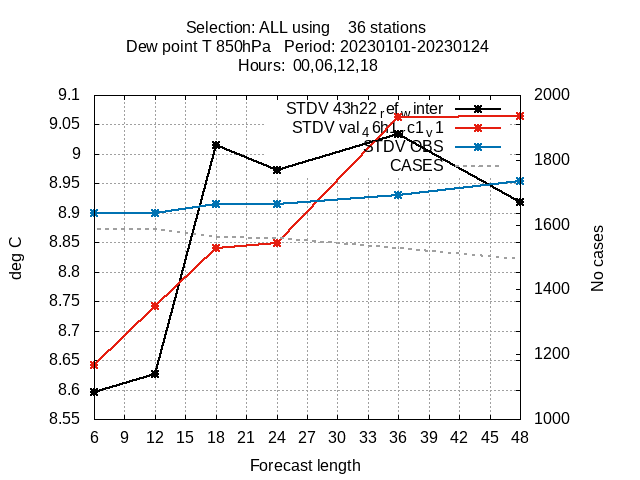 Selection: ALL using    36 stations
Dew point T 850hPa   Period: 20230101-20230124
Hours:  00,06,12,18
STDV 43h22_ref_winter
STDV val_46h1_rc1_v1
STDV OBS
CASES
9.1
9.05
9
8.95
8.9
8.85
8.8
8.75
8.7
8.65
8.6
8.55
deg C
2000
1800
1600
1400
1200
1000
No cases
6 9 12 15 18 21 24 27 30 33 36 39 42 45 48
Forecast length